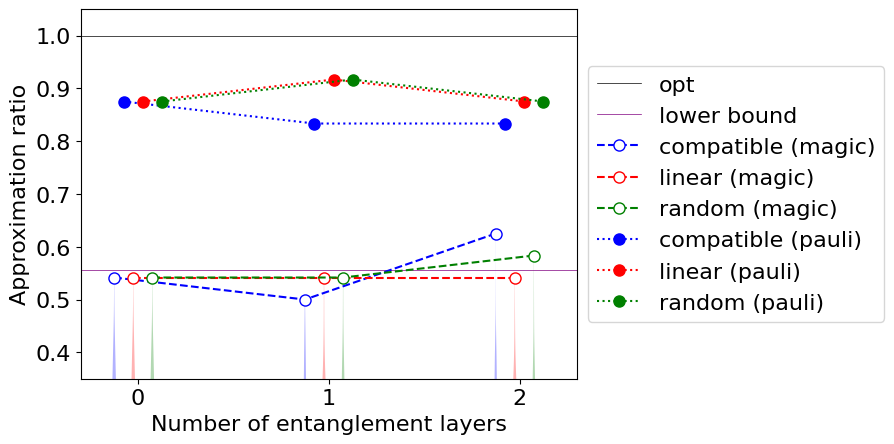 1.0
0.9
0.8
0.7
0.6
0.5
0.4
Approximation ratio
0 1 2
Number of entanglement layers
opt
lower bound
compatible (magic)
linear (magic)
random (magic)
compatible (pauli)
linear (pauli)
random (pauli)